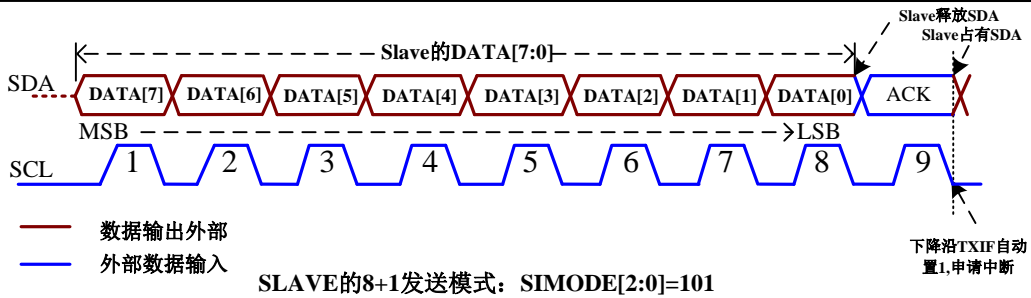 Slave释放SDA
Slave占有SDA
Slave的DATA[7:0]
SDA
DATA[7] DATA[6] DATA[5] DATA[4] DATA[3] DATA[2] DATA[1] DATA[0] ACK
MSB LSB
SCL
1 2 3 4 5 6 7 8 9
数据输出外部
外部数据输入
下降沿TXIF自动
置1,申请中断
SLAVE的8+1发送模式：SIMODE[2:0]=101